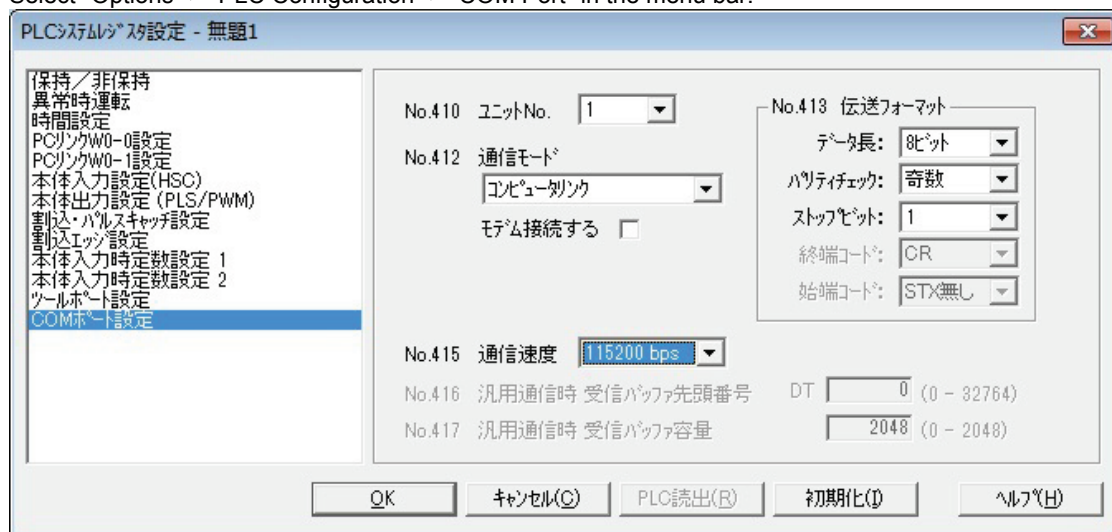 PLCｼｽﾃﾑﾚｼﾞｽﾀ設定 - 無題1
保持／非保持
異常時運転
時間設定
PCﾘﾝｸW0-0設定
PCﾘﾝｸW0-1設定
本体入力設定(HSC)
本体出力設定 (PLS/PWM)
割込・ﾊﾟﾙｽｷｬｯﾁ設定
割込ｴｯｼﾞ設定
本体入力時定数設定 1
本体入力時定数設定 2
ﾂｰﾙﾎﾟｰﾄ設定
COMﾎﾟｰﾄ設定
No.410 ﾕﾆｯﾄNo. 1
No.412 通信ﾓｰﾄﾞ
ｺﾝﾋﾟｭｰﾀﾘﾝｸ
ﾓﾃﾞﾑ接続する
No.413 伝送ﾌｫｰﾏｯﾄ
ﾃﾞｰﾀ長: 8ﾋﾞｯﾄ
ﾊﾟﾘﾃｨﾁｪｯｸ: 奇数
ｽﾄｯﾌﾟﾋﾞｯﾄ: 1
終端ｺｰﾄﾞ: CR
始端ｺｰﾄﾞ: STX無し
No.415 通信速度 115200 bps
No.416 汎用通信時 受信ﾊﾞｯﾌｧ先頭番号 DT 0 (0 - 32764)
No.417 汎用通信時 受信ﾊﾞｯﾌｧ容量 2048 (0 - 2048)
OK ｷｬﾝｾﾙ(C) PLC読出(R) 初期化(I) ﾍﾙﾌﾟ(H)